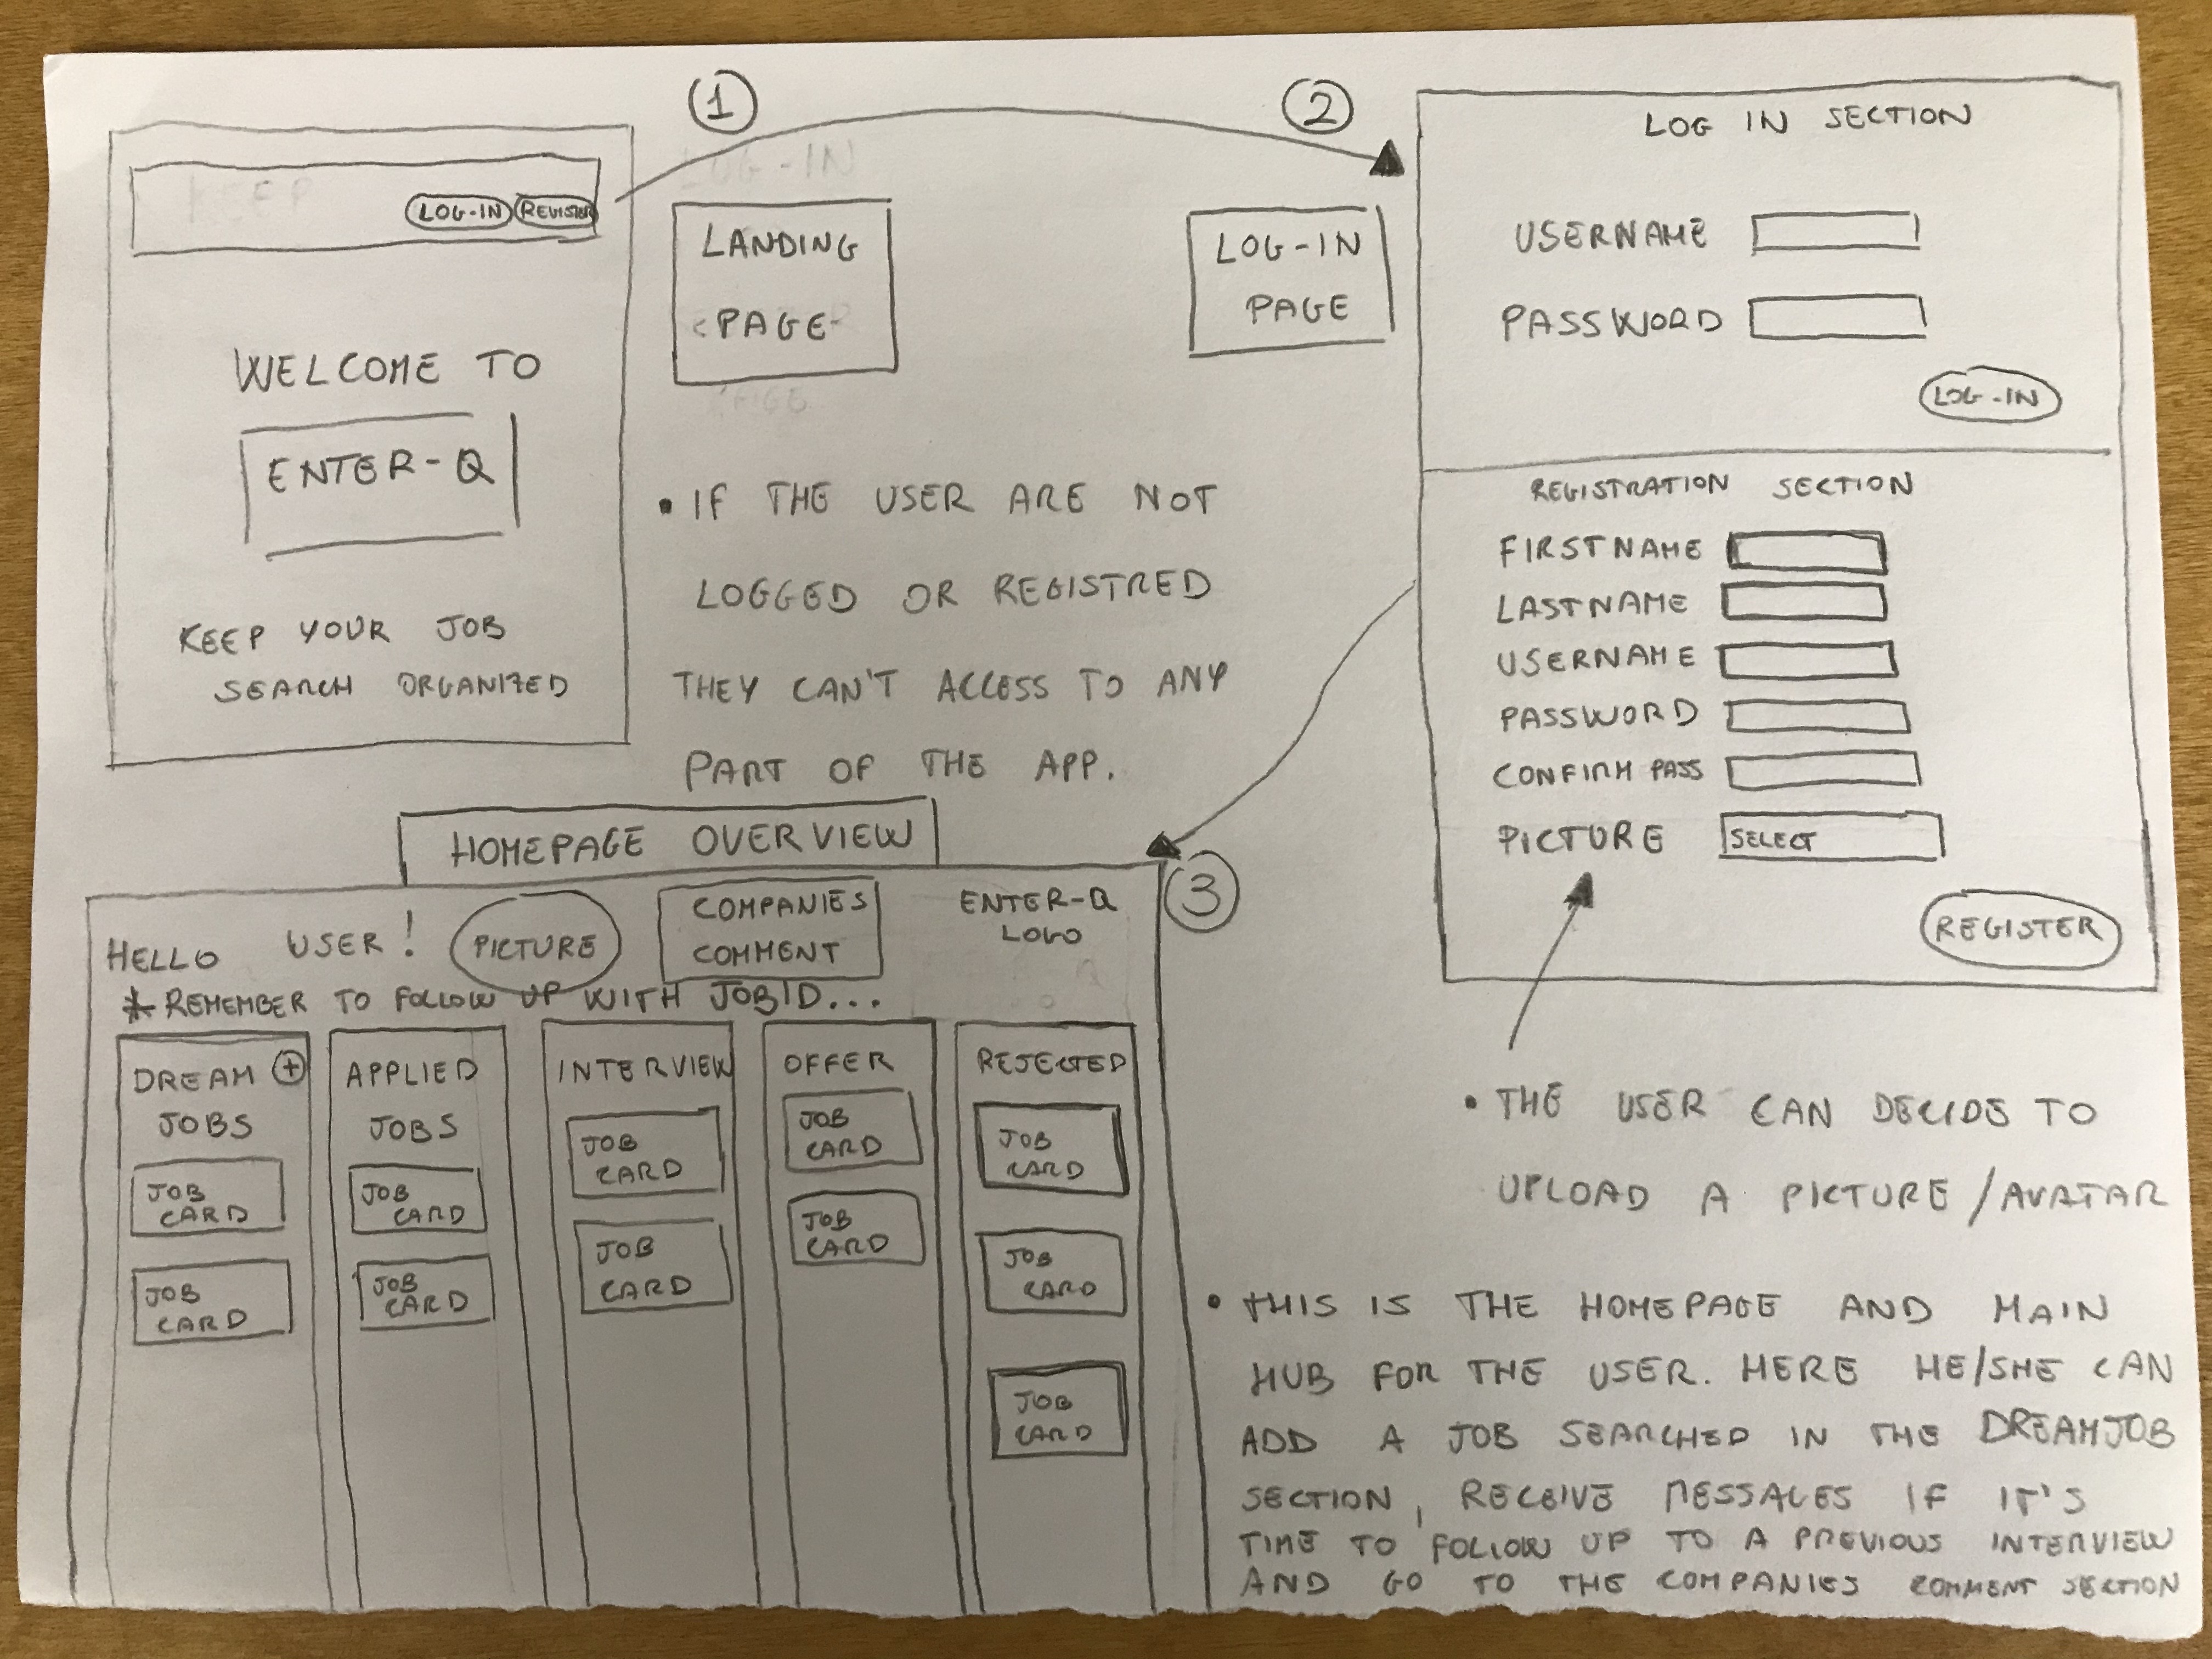 1
LOG-IN REGISTER
WELCOME TO
ENTER-Q
KEEP YOUR JOB
SEARCH ORGANIZED
LANDING
PAGE
2
LOG-IN
PAGE
• IF THE USER ARE NOT
LOGGED OR REGISTRED
THEY CAN'T ACCESS TO ANY
PART OF THE APP.
LOG IN SECTION
USERNAME
PASSWORD
LOG-IN
REGISTRATION SECTION
FIRSTNAME
LASTNAME
USERNAME
PASSWORD
CONFIRM PASS
PICTURE SELECT
REGISTER
• THE USER CAN DECIDE TO
UPLOAD A PICTURE/AVATAR
HOMEPAGE OVERVIEW
3
HELLO USER! PICTURE
COMPANIES
COMMENT
ENTER-Q
LOGO
* REMEMBER TO FOLLOW UP WITH JOBID...
DREAM +
JOBS
JOB
CARD
JOB
CARD
APPLIED
JOBS
JOB
CARD
JOB
CARD
INTERVIEW
JOB
CARD
JOB
CARD
OFFER
JOB
CARD
JOB
CARD
REJECTED
JOB
CARD
JOB
CARD
JOB
CARD
• THIS IS THE HOMEPAGE AND MAIN
HUB FOR THE USER. HERE HE/SHE CAN
ADD A JOB SEARCHED IN THE DREAMJOB
SECTION, RECEIVE MESSAGES IF IT'S
TIME TO FOLLOW UP TO A PREVIOUS INTERVIEW
AND GO TO THE COMPANIES COMMENT SECTION